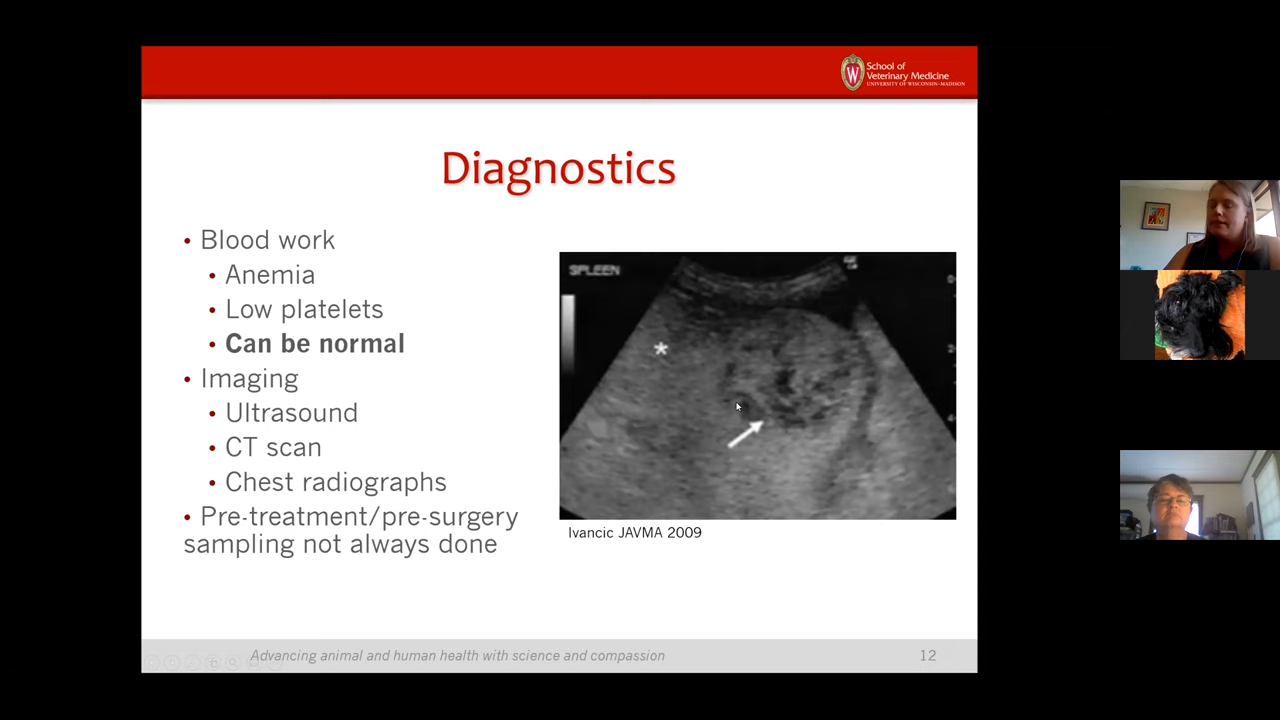 School of
Veterinary Medicine
UNIVERSITY OF WISCONSIN-MADISON
Diagnostics
• Blood work
• Anemia
• Low platelets
• Can be normal
• Imaging
• Ultrasound
• CT scan
• Chest radiographs
• Pre-treatment/pre-surgery
sampling not always done
SPLEEN
*
Ivancic JAVMA 2009
Advancing animal and human health with science and compassion
12